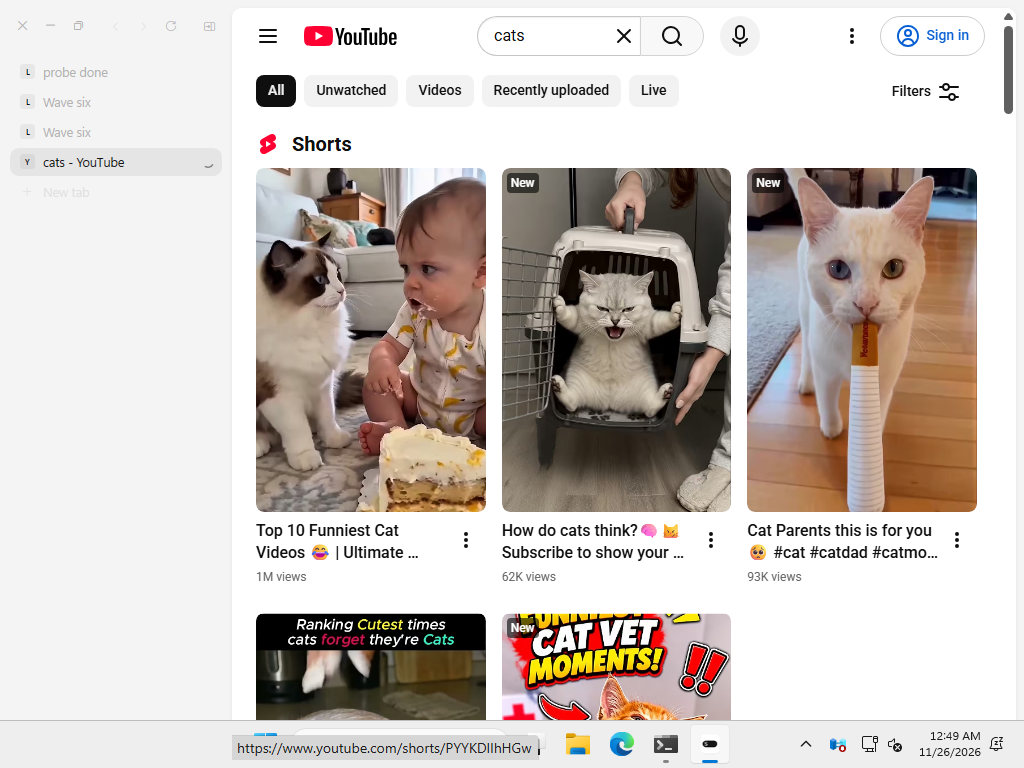 probe done
Wave six
Wave six
cats - YouTube
New tab
YouTube
cats
Sign in
All
Unwatched
Videos
Recently uploaded
Live
Filters
Shorts
New
New
Top 10 Funniest Cat
Videos 😂 | Ultimate ...
1M views
How do cats think?🧠 😼
Subscribe to show your ...
62K views
Cat Parents this is for you
🥺 #cat #catdad #catmo...
93K views
Ranking Cutest times
cats forget they're Cats
New
FUNNIEST
CAT VET
MOMENTS!
https://www.youtube.com/shorts/PYYKDIlhHGw
12:49 AM
11/26/2026